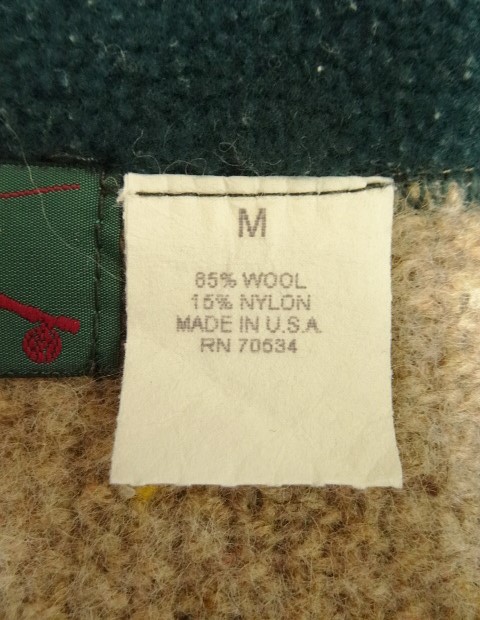 M
85% WOOL
15% NYLON
MADE IN U.S.A.
RN 70534